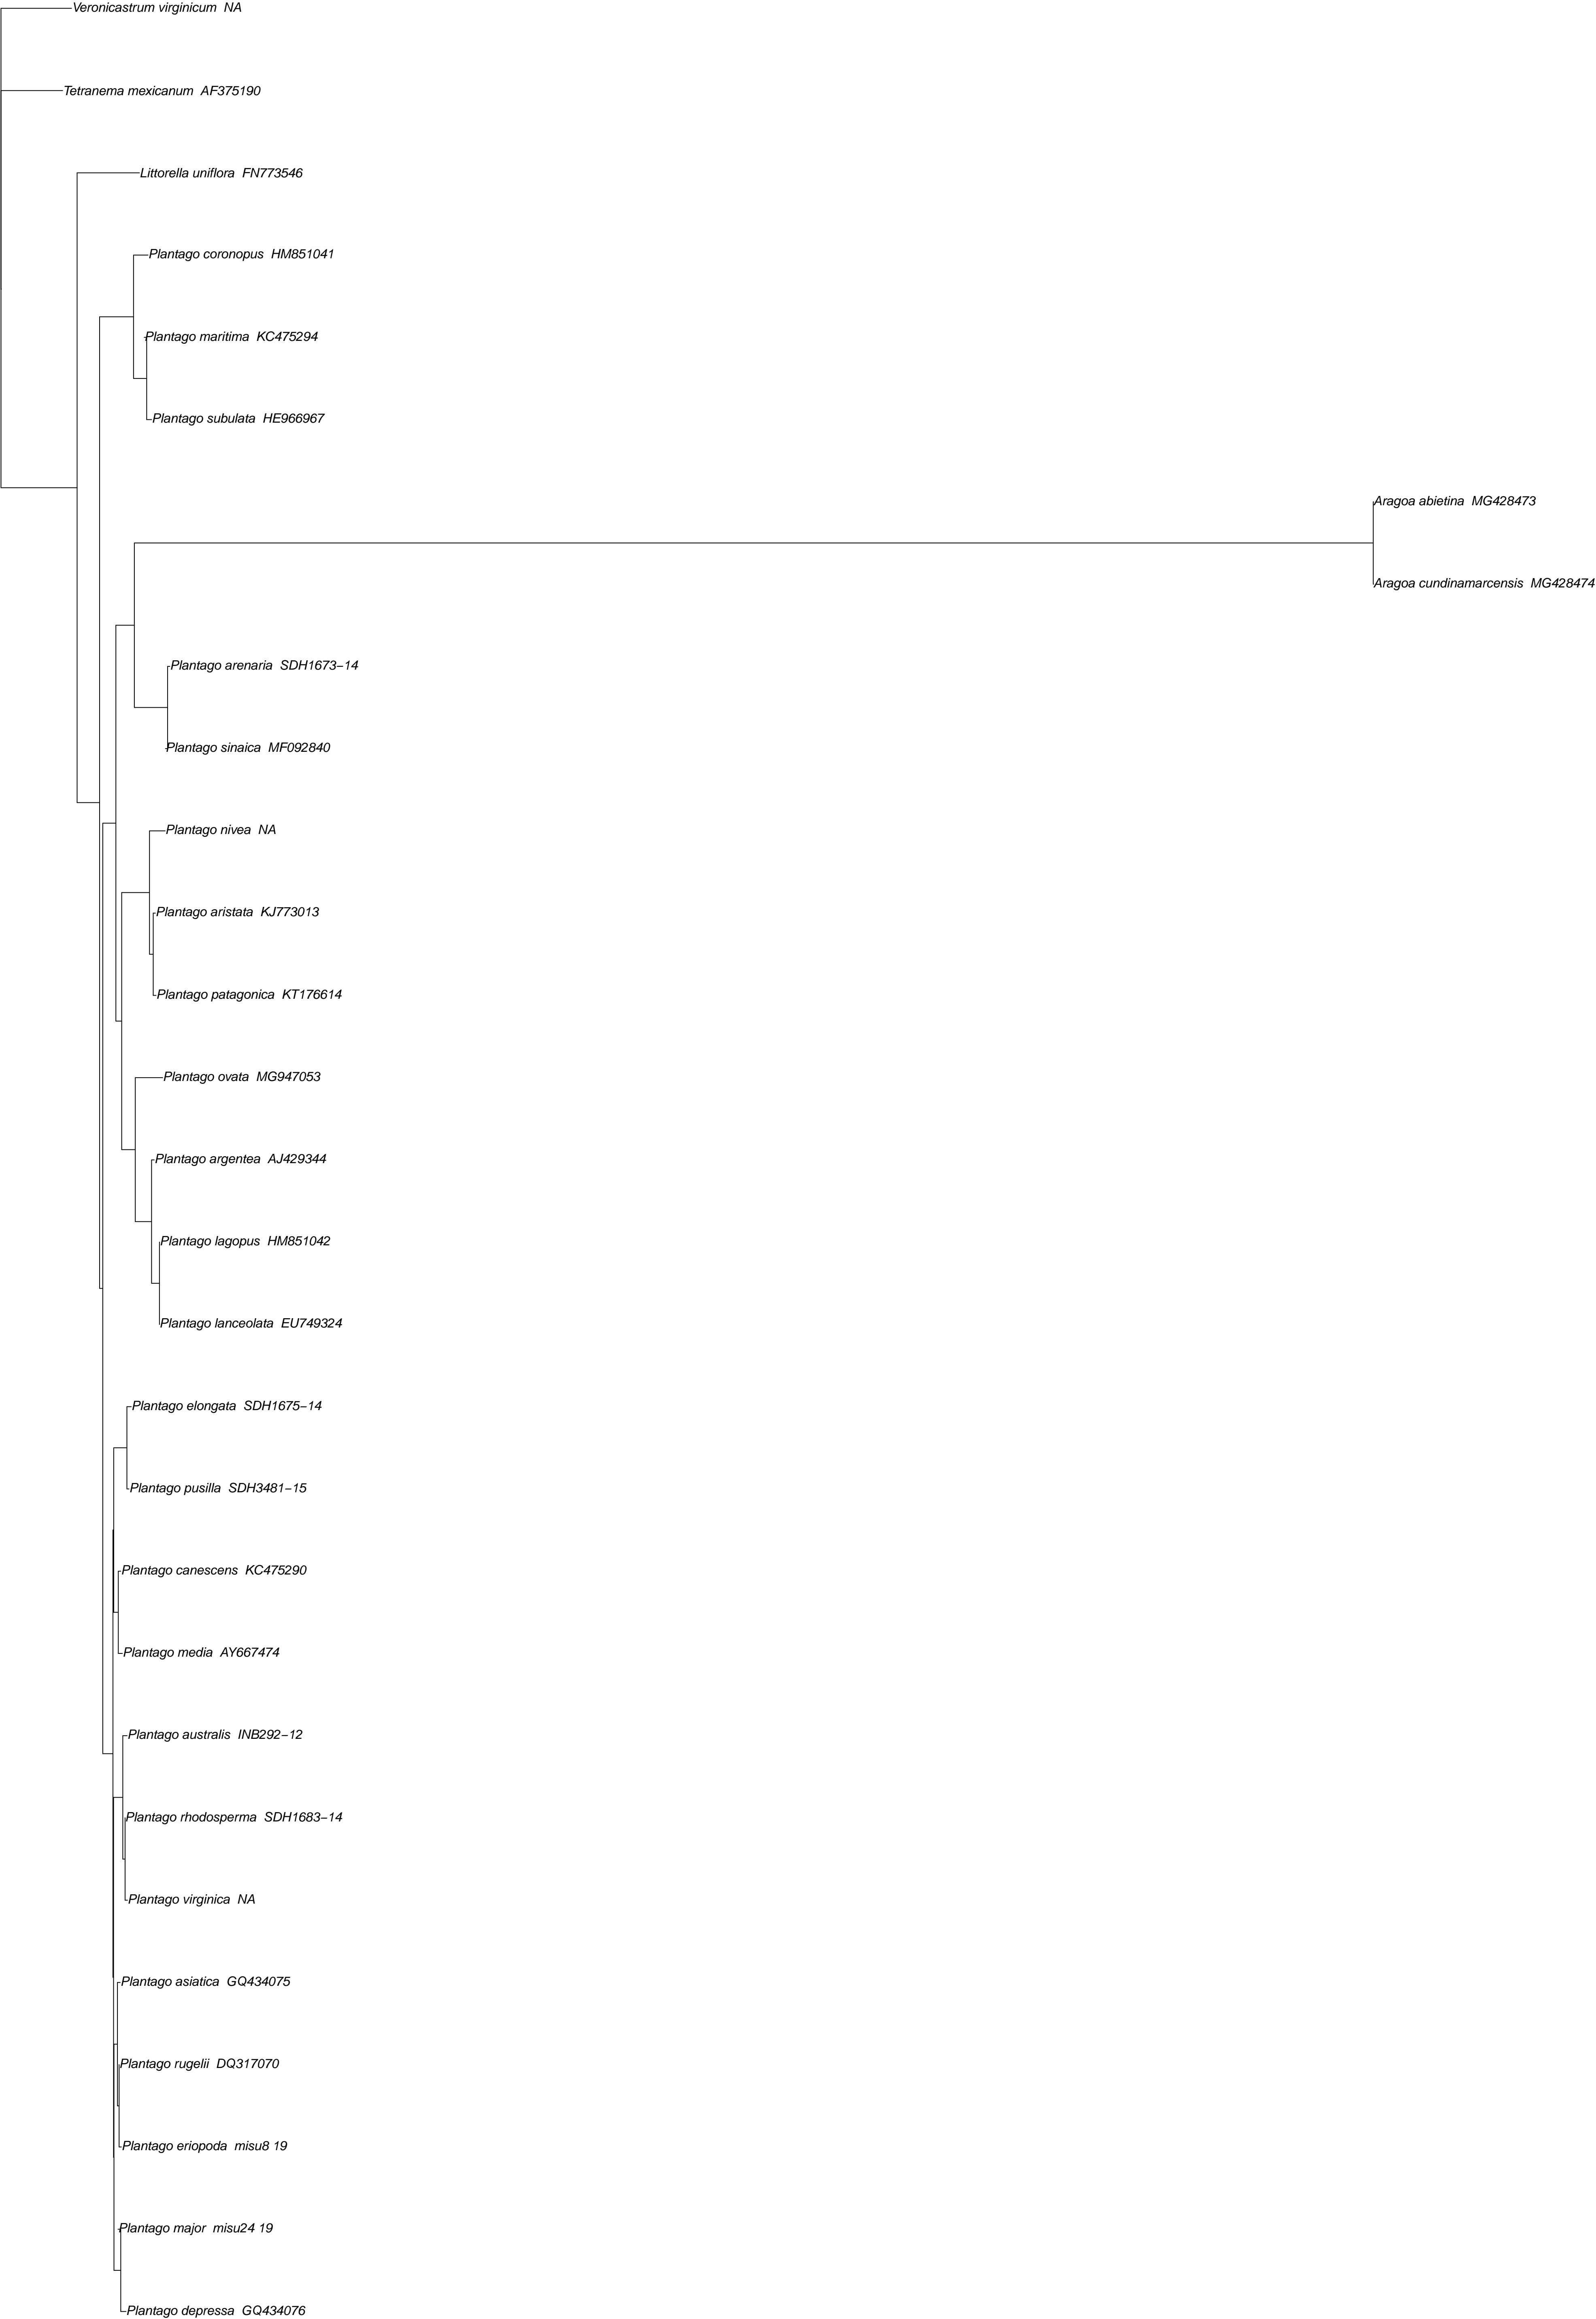 Veronicastrum virginicum NA
Tetranema mexicanum AF375190
Littorella uniflora FN773546
Plantago coronopus HM851041
Plantago maritima KC475294
Plantago subulata HE966967
Aragoa abietina MG428473
Aragoa cundinamarcensis MG428474
Plantago arenaria SDH1673−14
Plantago sinaica MF092840
Plantago nivea NA
Plantago aristata KJ773013
Plantago patagonica KT176614
Plantago ovata MG947053
Plantago argentea AJ429344
Plantago lagopus HM851042
Plantago lanceolata EU749324
Plantago elongata SDH1675−14
Plantago pusilla SDH3481−15
Plantago canescens KC475290
Plantago media AY667474
Plantago australis INB292−12
Plantago rhodosperma SDH1683−14
Plantago virginica NA
Plantago asiatica GQ434075
Plantago rugelii DQ317070
Plantago eriopoda misu8 19
Plantago major misu24 19
Plantago depressa GQ434076